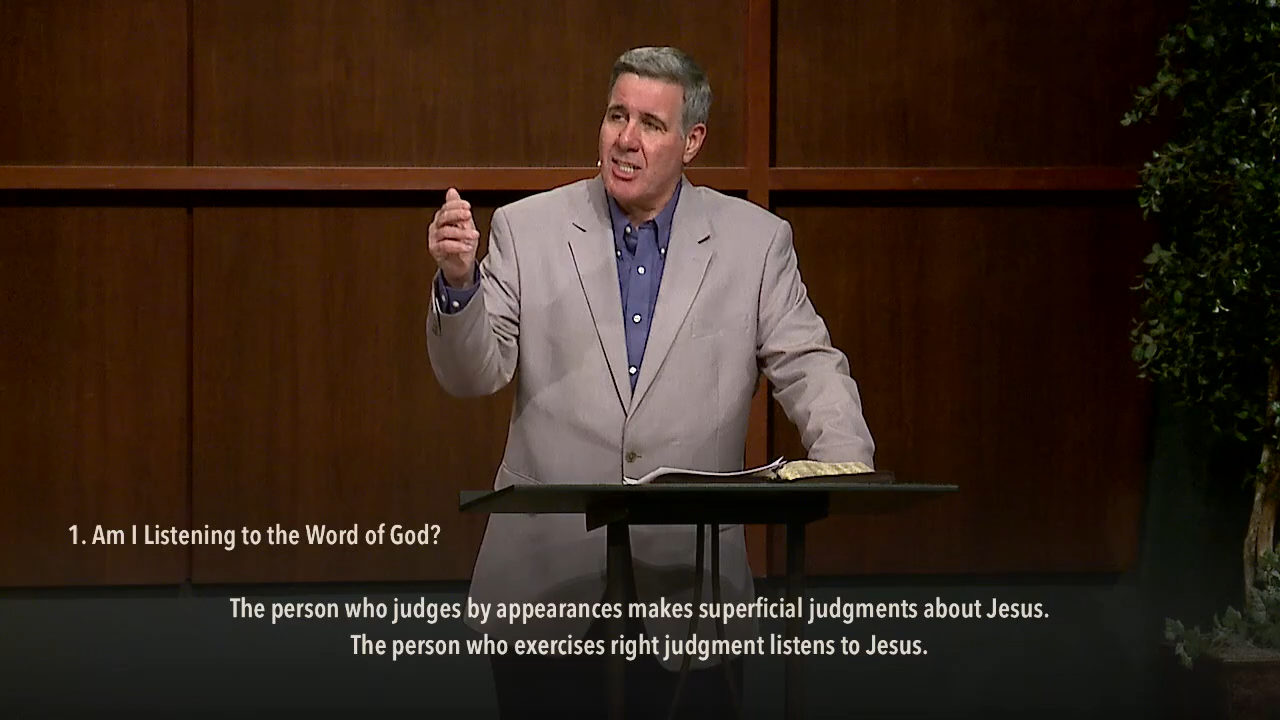 1. Am I Listening to the Word of God?
The person who judges by appearances makes superficial judgments about Jesus.
The person who exercises right judgment listens to Jesus.